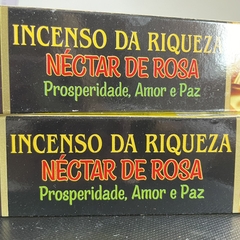 INCENSO DA RIQUEZA
NÉCTAR DE ROSA
Prosperidade, Amor e Paz
INCENSO DA RIQUEZA
NÉCTAR DE ROSA
Prosperidade, Amor e Paz